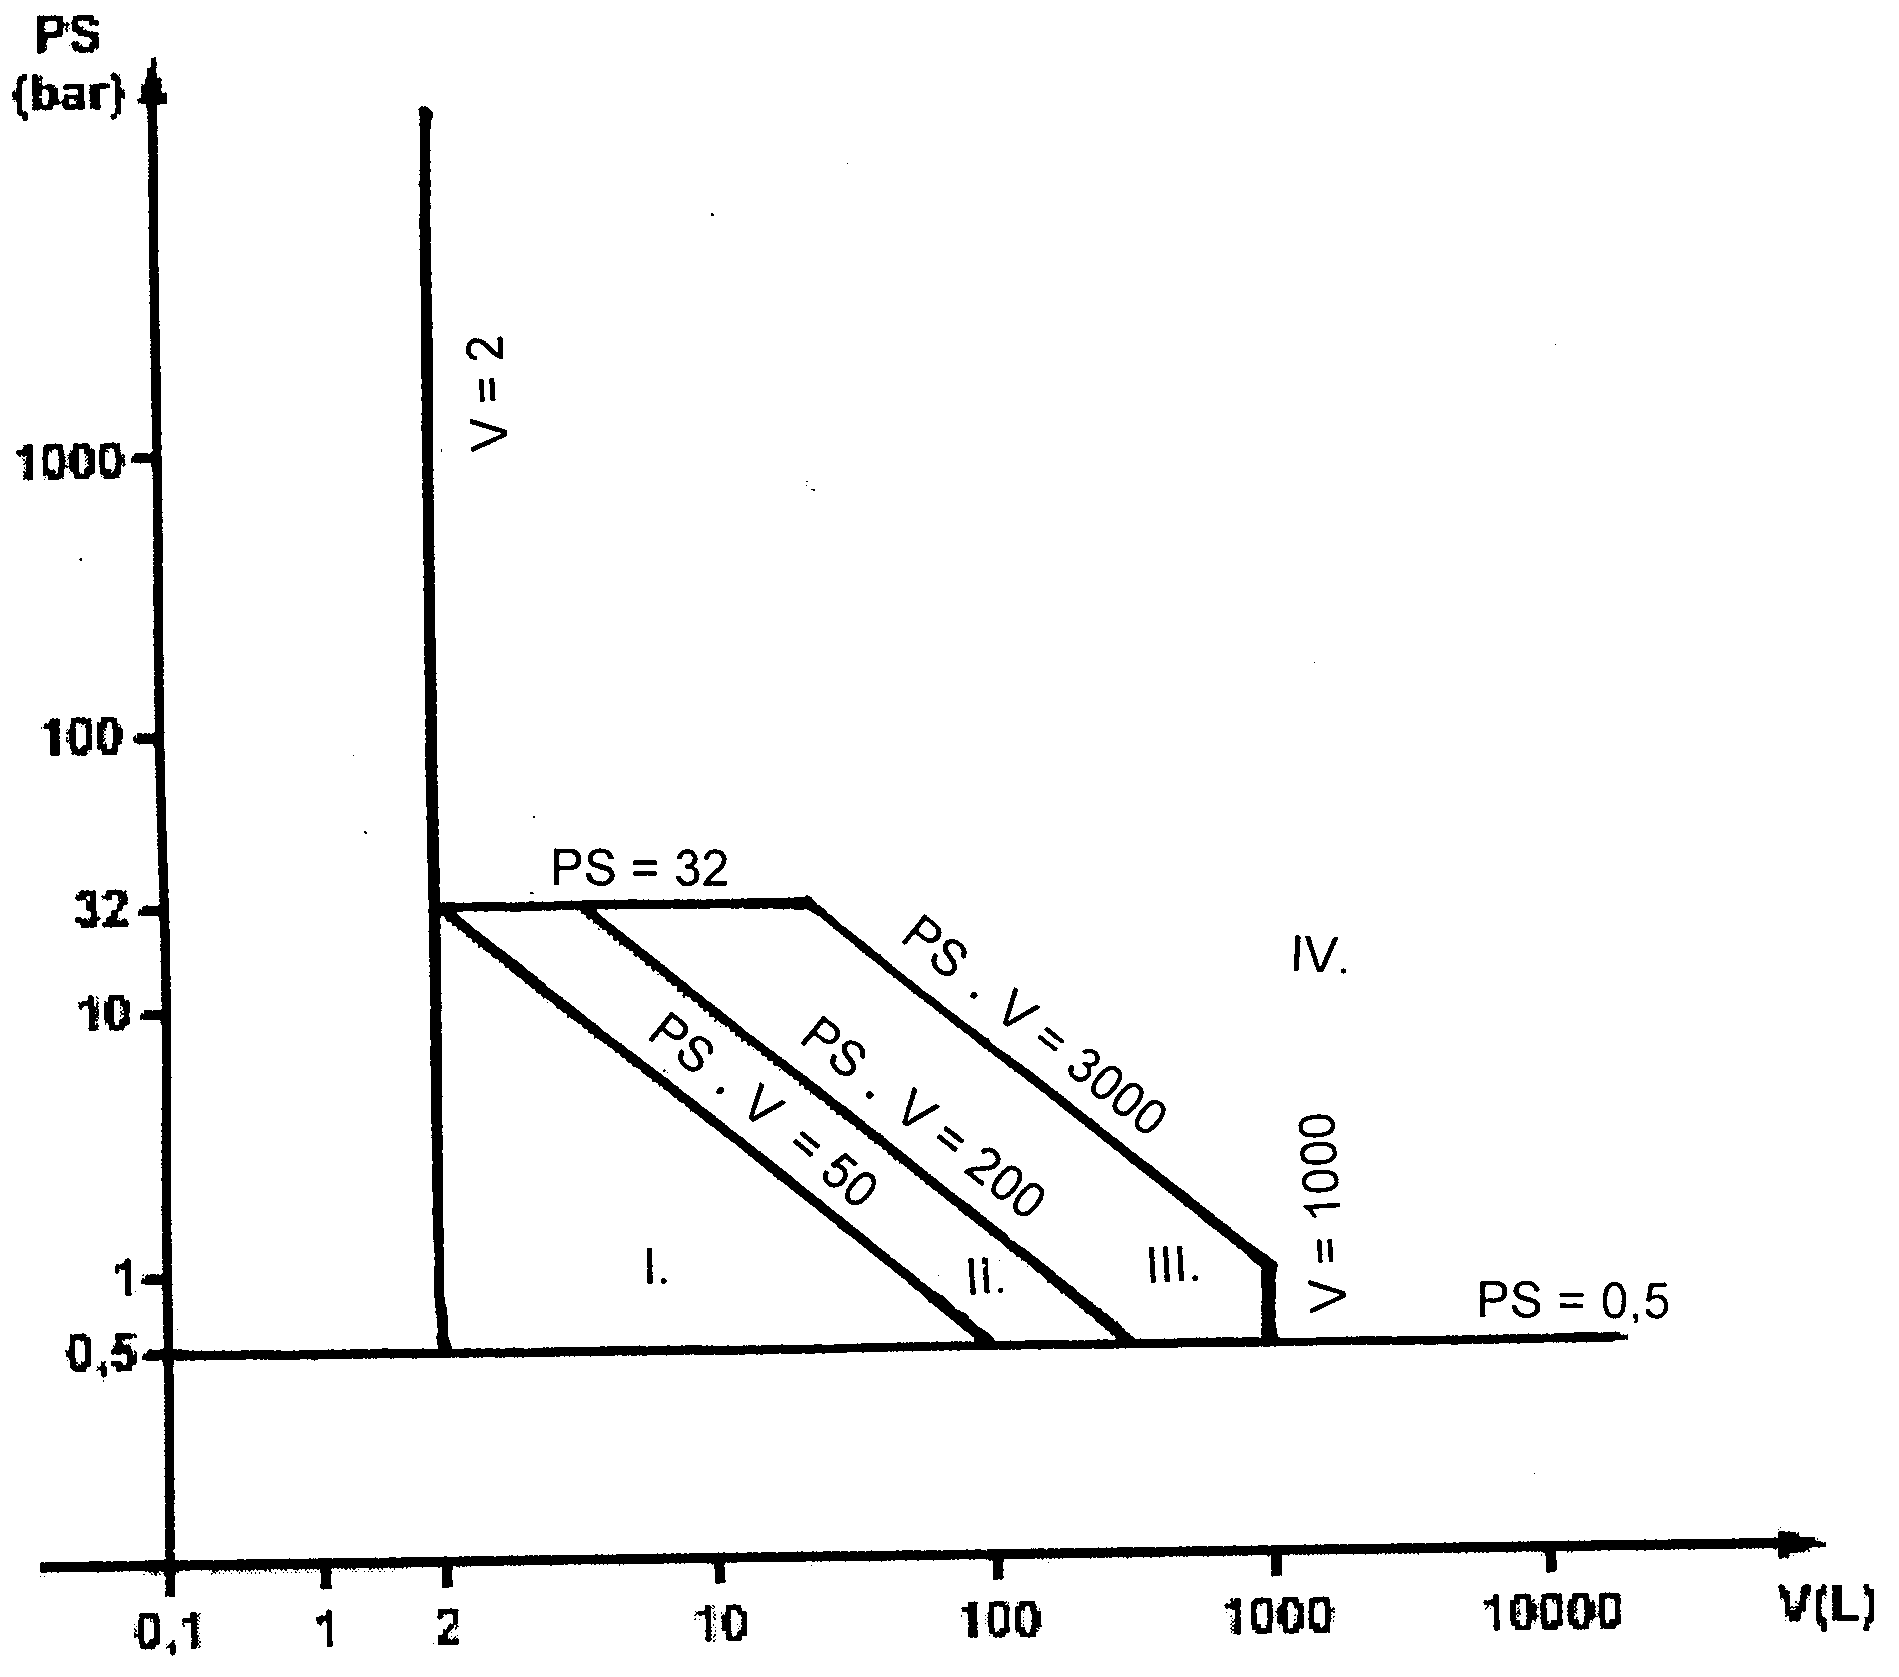 PS
(bar)
V = 2
1000
100
PS = 32
32
PS . V = 3000
IV.
10
PS . V = 50
PS . V = 200
V = 1000
I.
II.
III.
1
PS = 0,5
0,5
0,1
1
2
10
100
1000
10000
V(L)